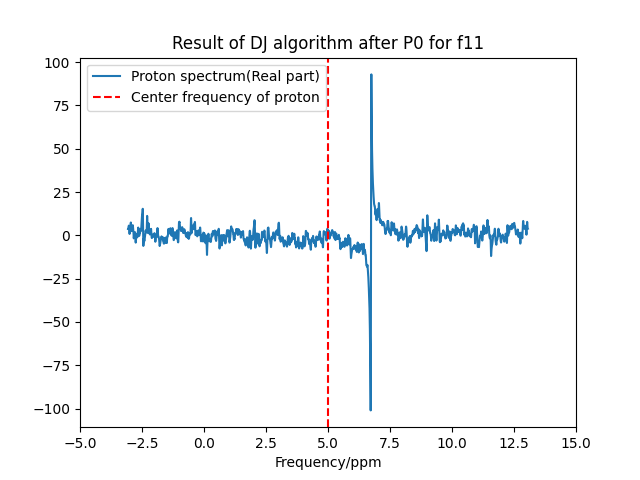 Result of DJ algorithm after P0 for f11
Proton spectrum(Real part)
Center frequency of proton
100
75
50
25
0
−25
−50
−75
−100
−5.0 −2.5 0.0 2.5 5.0 7.5 10.0 12.5 15.0
Frequency/ppm